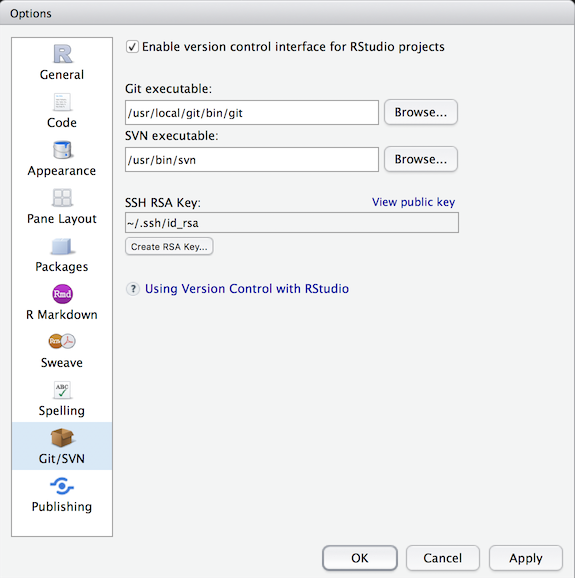 Options
General
Code
Appearance
Pane Layout
Packages
Rmd
R Markdown
Sweave
ABC
Spelling
Git/SVN
Publishing
Enable version control interface for RStudio projects
Git executable:
/usr/local/git/bin/git
Browse...
SVN executable:
/usr/bin/svn
Browse...
SSH RSA Key:
View public key
~/.ssh/id_rsa
Create RSA Key...
? Using Version Control with RStudio
OK
Cancel
Apply